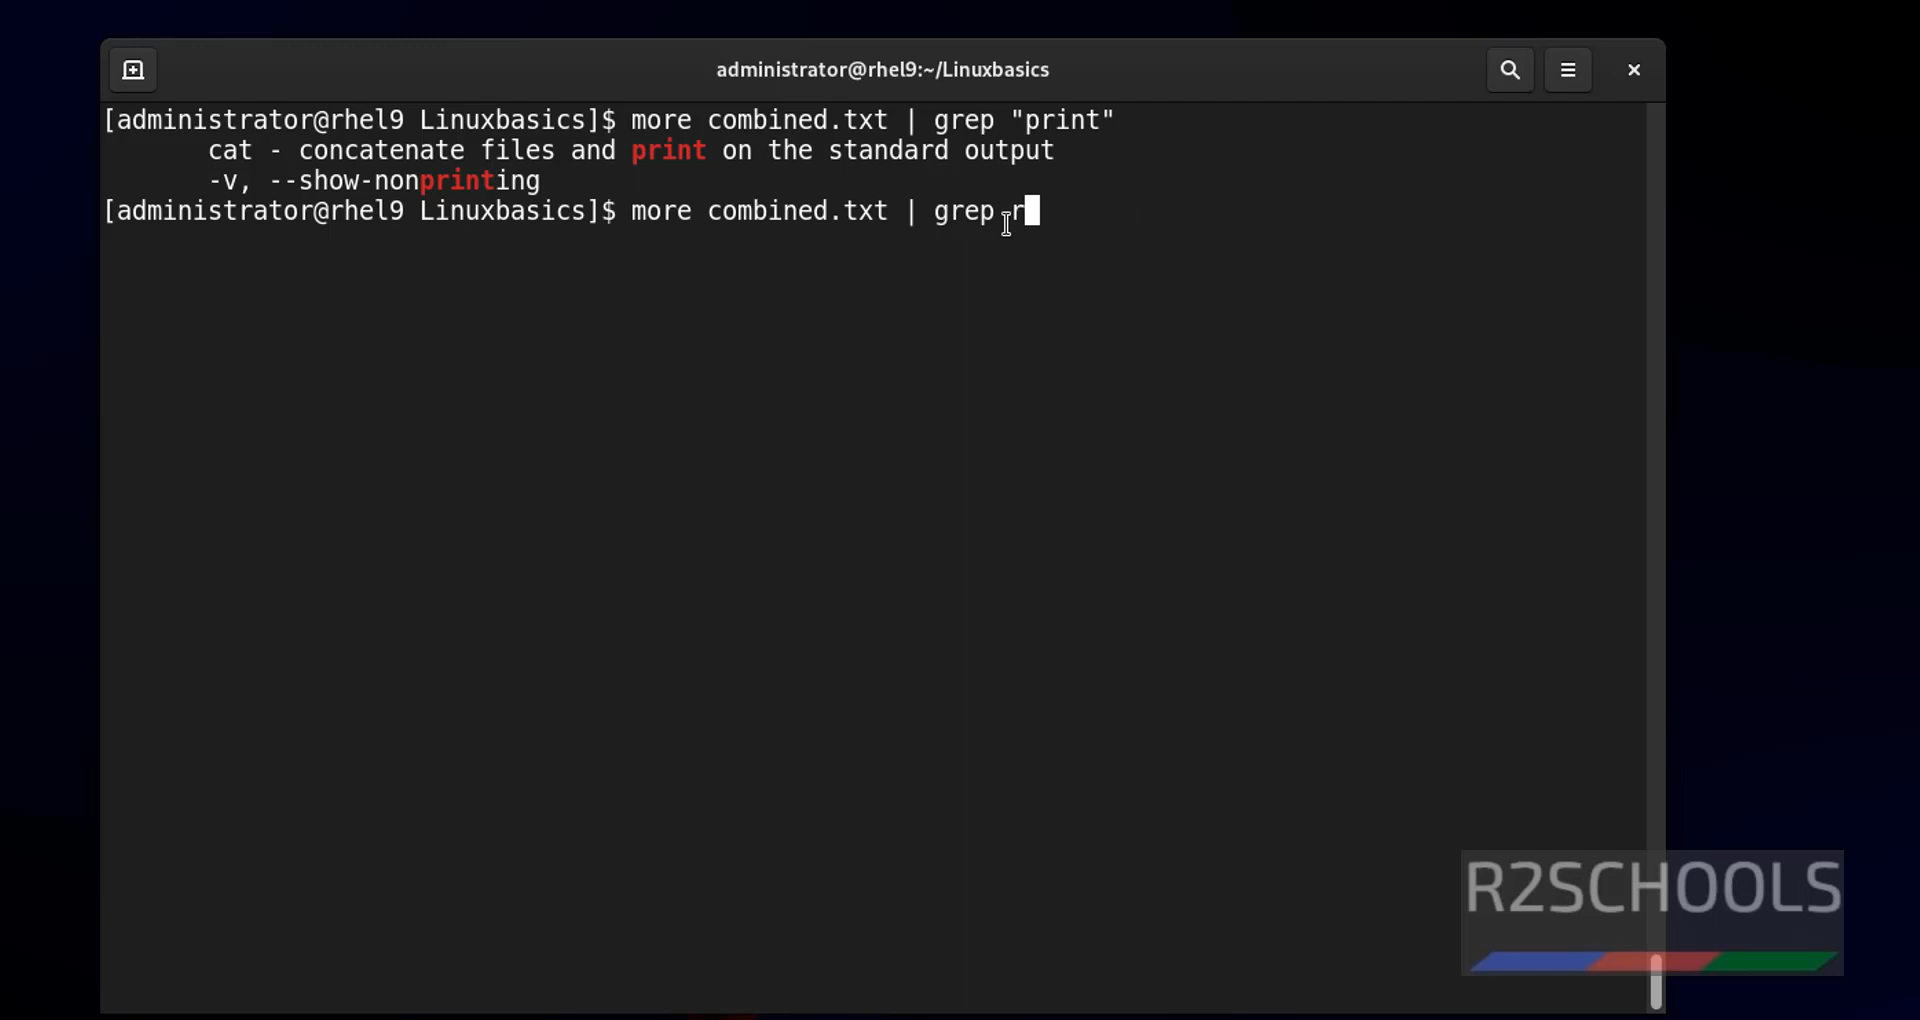 administrator@rhel9:~/Linuxbasics
[administrator@rhel9 Linuxbasics]$ more combined.txt | grep "print"
cat - concatenate files and print on the standard output
-v, --show-nonprinting
[administrator@rhel9 Linuxbasics]$ more combined.txt | grep r
R2SCHOOLS